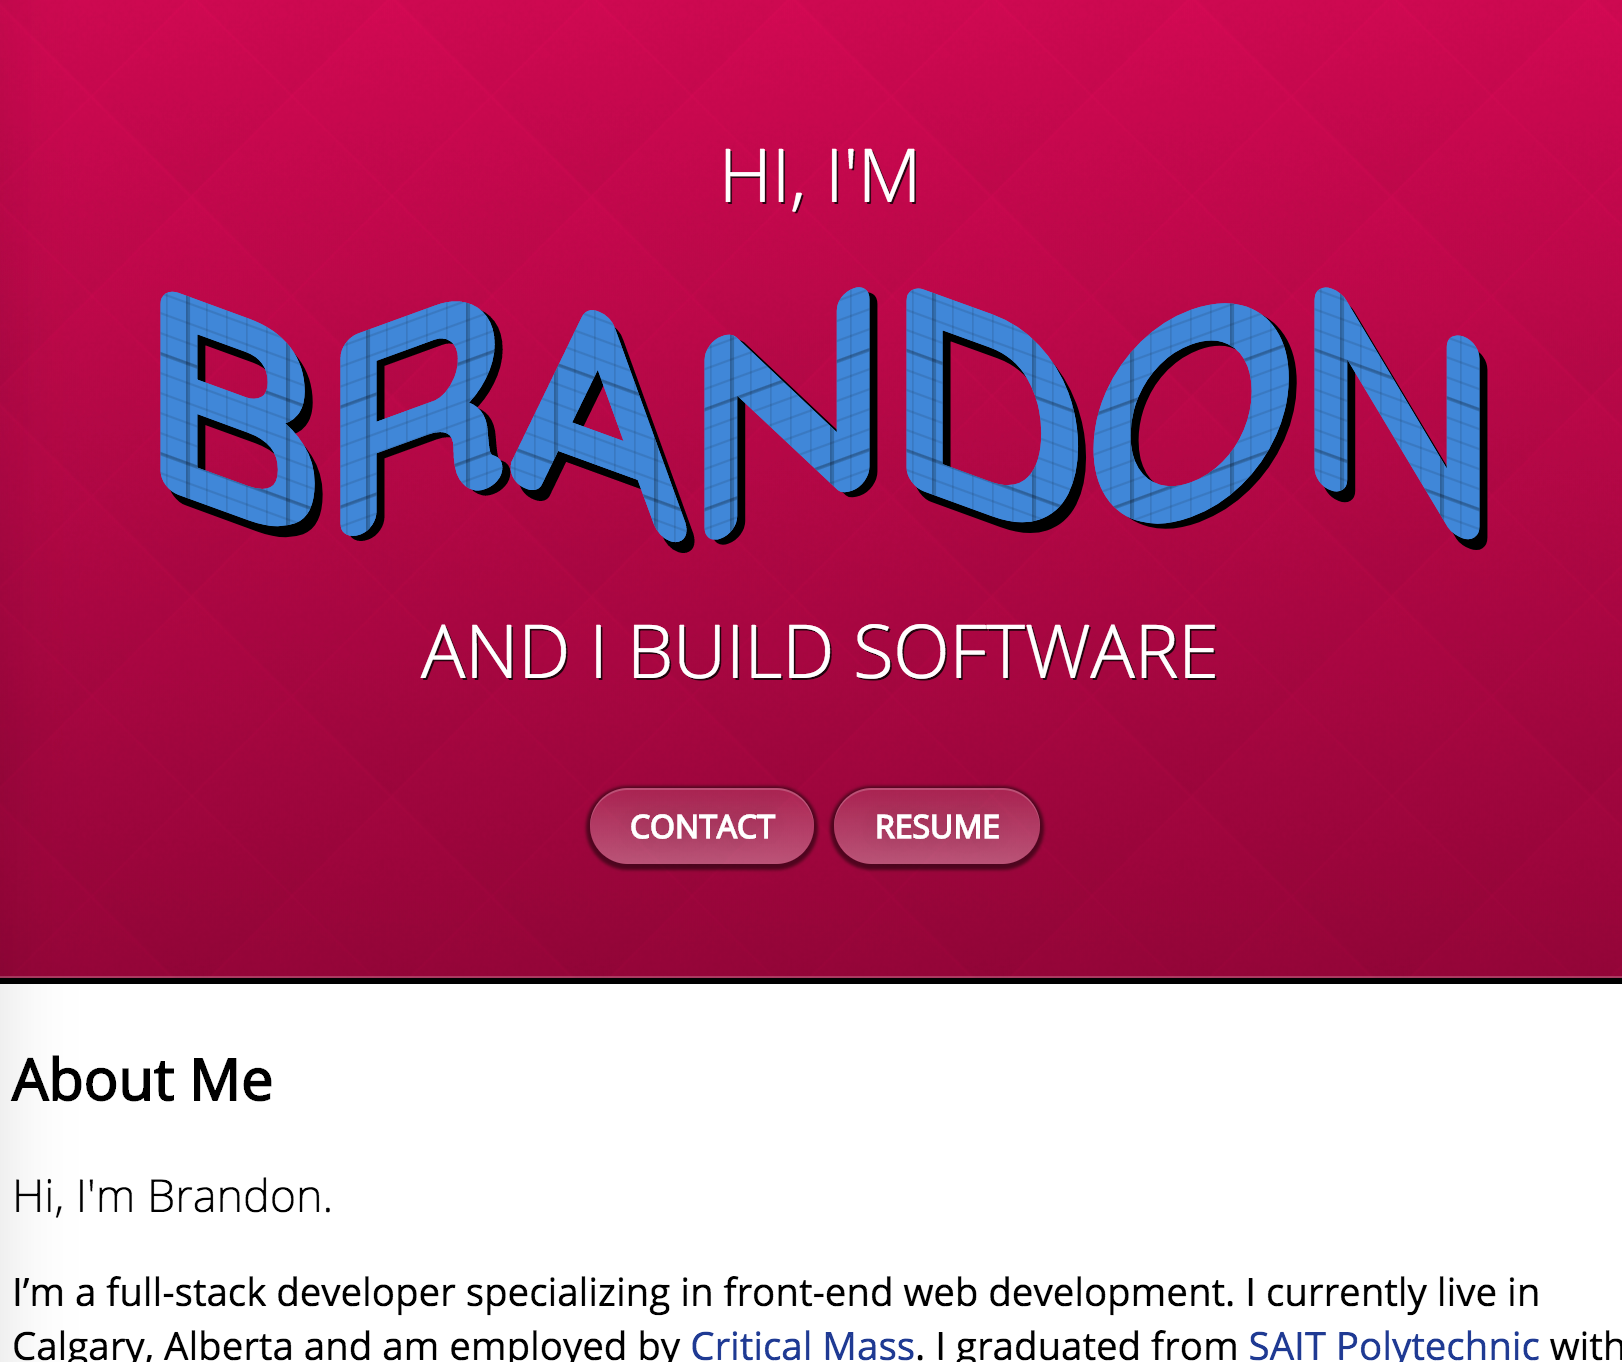 HI, I'M
BRANDON
AND I BUILD SOFTWARE
CONTACT
RESUME
About Me
Hi, I'm Brandon.
I’m a full-stack developer specializing in front-end web development. I currently live in
Calgary, Alberta and am employed by Critical Mass. I graduated from SAIT Polytechnic with